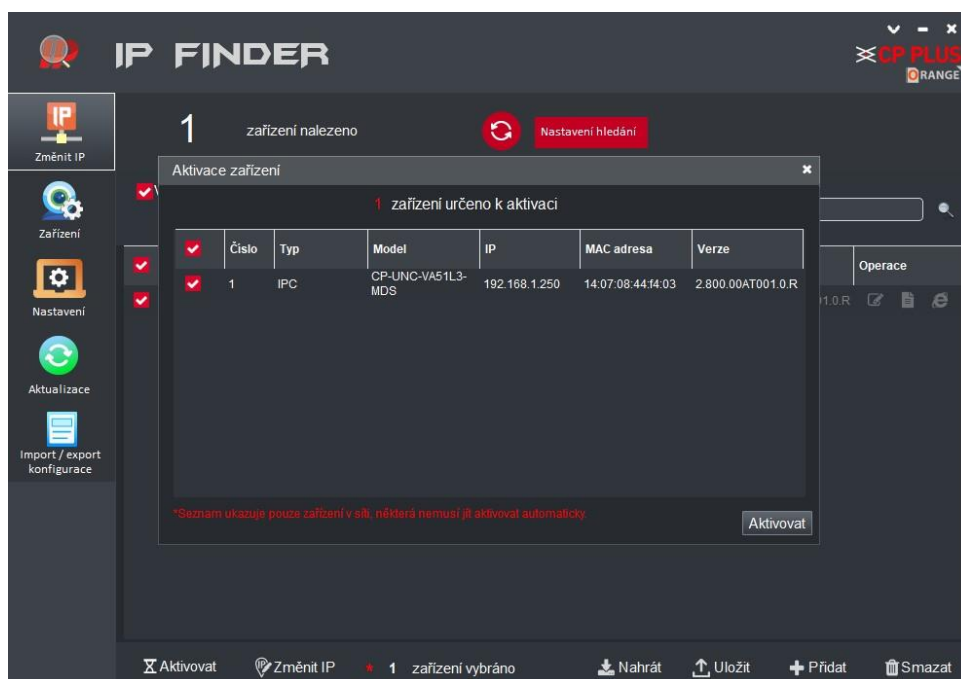 IP FINDER
CP PLUS
ORANGE
IP
Změnit IP
1 zařízení nalezeno
Nastavení hledání
Aktivace zařízení
1 zařízení určeno k aktivaci
Zařízení
Číslo Typ Model IP MAC adresa Verze
Operace
1 IPC CP-UNC-VA51L3-MDS 192.168.1.250 14:07:08:44:f4:03 2.800.00AT001.0.R
01.0.R
Nastavení
Aktualizace
Import / export
konfigurace
*Seznam ukazuje pouze zařízení v síti, některá nemusí jít aktivovat automaticky.
Aktivovat
Aktivovat Změnit IP * 1 zařízení vybráno Nahrát Uložit Přidat Smazat